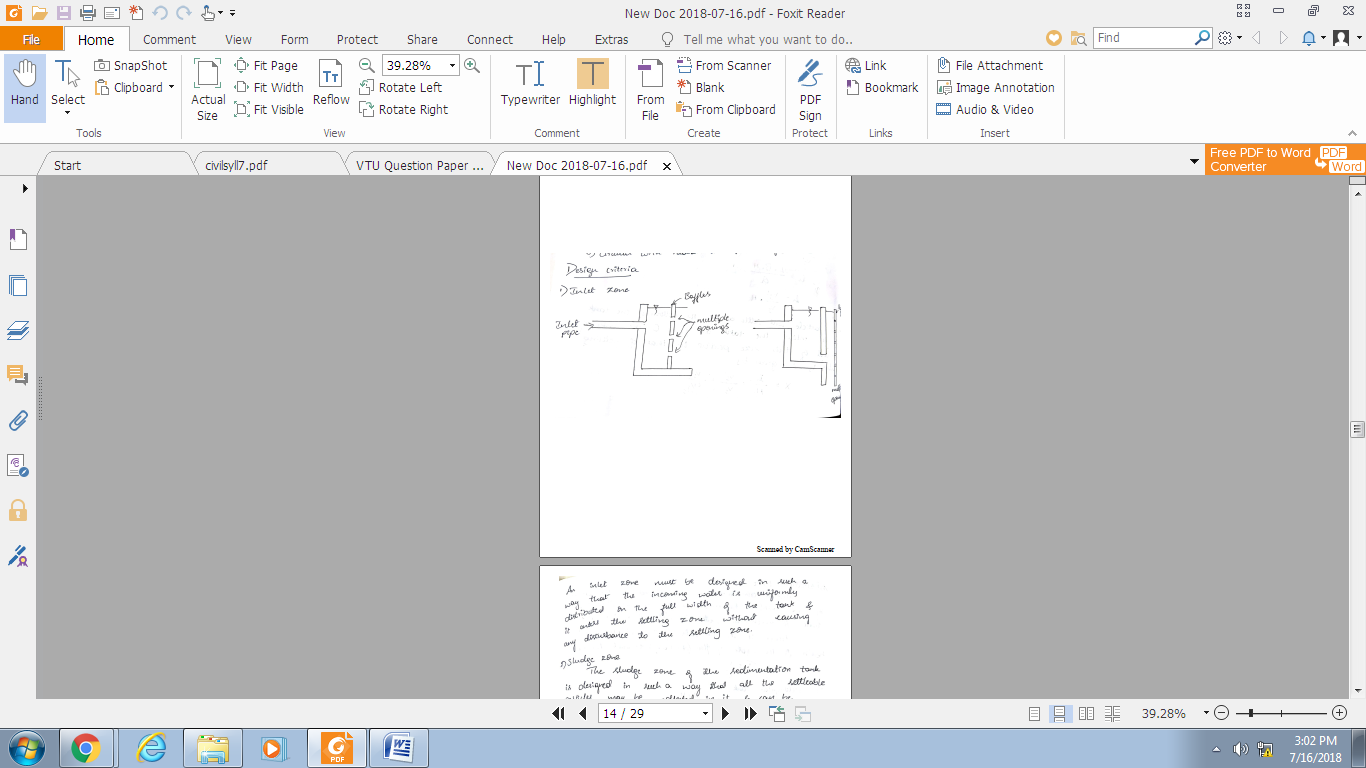 New Doc 2018-07-16.pdf - Foxit Reader
File Home Comment View Form Protect Share Connect Help Extras Tell me what you want to do.. Find
Hand
Select
SnapShot
Clipboard
Tools
Actual Size
Fit Page
Fit Width
Fit Visible
Reflow
39.28%
Rotate Left
Rotate Right
View
Typewriter
Highlight
Comment
From File
From Scanner
Blank
From Clipboard
Create
PDF Sign
Protect
Link
Bookmark
Links
File Attachment
Image Annotation
Audio & Video
Insert
Start
civilsyll7.pdf
VTU Question Paper ...
New Doc 2018-07-16.pdf
Free PDF to Word Converter
PDF
Word
Design criteria
1) Inlet zone
Baffles
Inlet
pipe
multiple
openings
Scanned by CamScanner
An inlet zone must be designed in such a
way that the incoming water is uniformly
distributed on the full width of the tank &
it enters the settling zone without causing
any disturbance to the settling zone.
2) Sludge zone
The sludge zone of the sedimentation tank
is designed in such a way that all the settleable
14 / 29
39.28%
PDF
3:02 PM
7/16/2018